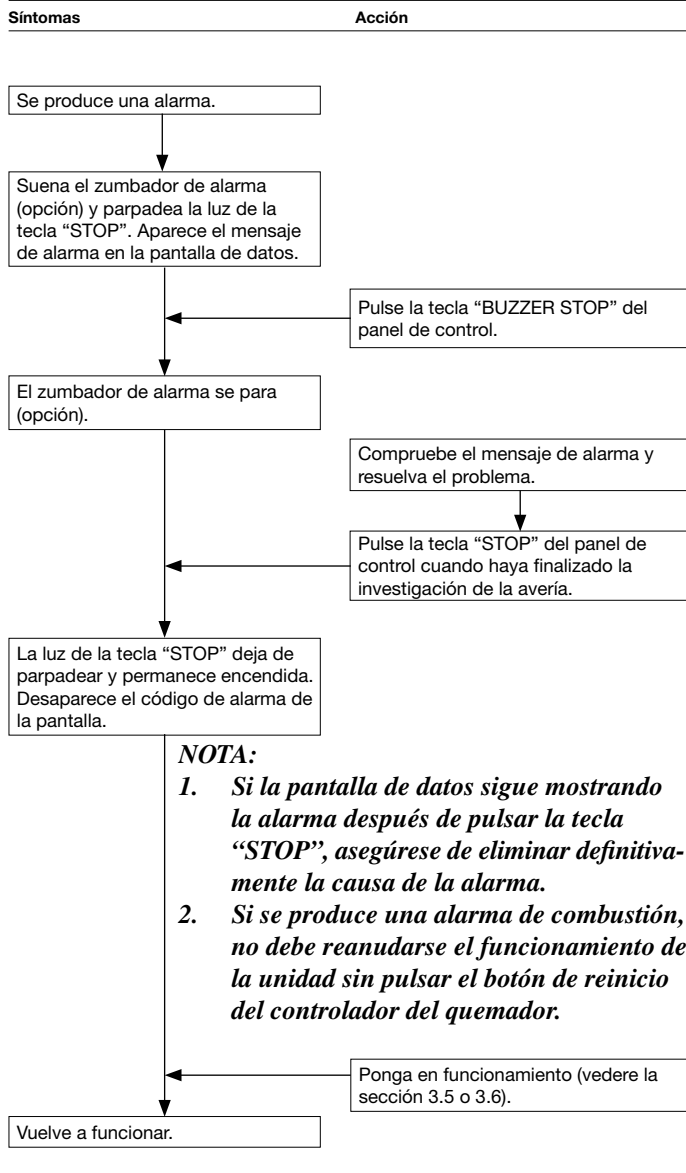 Síntomas Acción
Se produce una alarma.
Suena el zumbador de alarma
(opción) y parpadea la luz de la
tecla “STOP”. Aparece el mensaje
de alarma en la pantalla de datos.
Pulse la tecla “BUZZER STOP” del
panel de control.
El zumbador de alarma se para
(opción).
Compruebe el mensaje de alarma y
resuelva el problema.
Pulse la tecla “STOP” del panel de
control cuando haya finalizado la
investigación de la avería.
La luz de la tecla “STOP” deja de
parpadear y permanece encendida.
Desaparece el código de alarma de
la pantalla.
NOTA:
1. Si la pantalla de datos sigue mostrando
la alarma después de pulsar la tecla
“STOP”, asegúrese de eliminar definitiva-
mente la causa de la alarma.
2. Si se produce una alarma de combustión,
no debe reanudarse el funcionamiento de
la unidad sin pulsar el botón de reinicio
del controlador del quemador.
Ponga en funcionamiento (vedere la
sección 3.5 o 3.6).
Vuelve a funcionar.